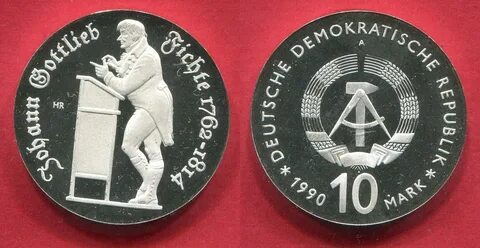 Johann Gottlieb Fichte 1762-1814
HR
* DEUTSCHE DEMOKRATISCHE REPUBLIK *
A
1990 10 MARK